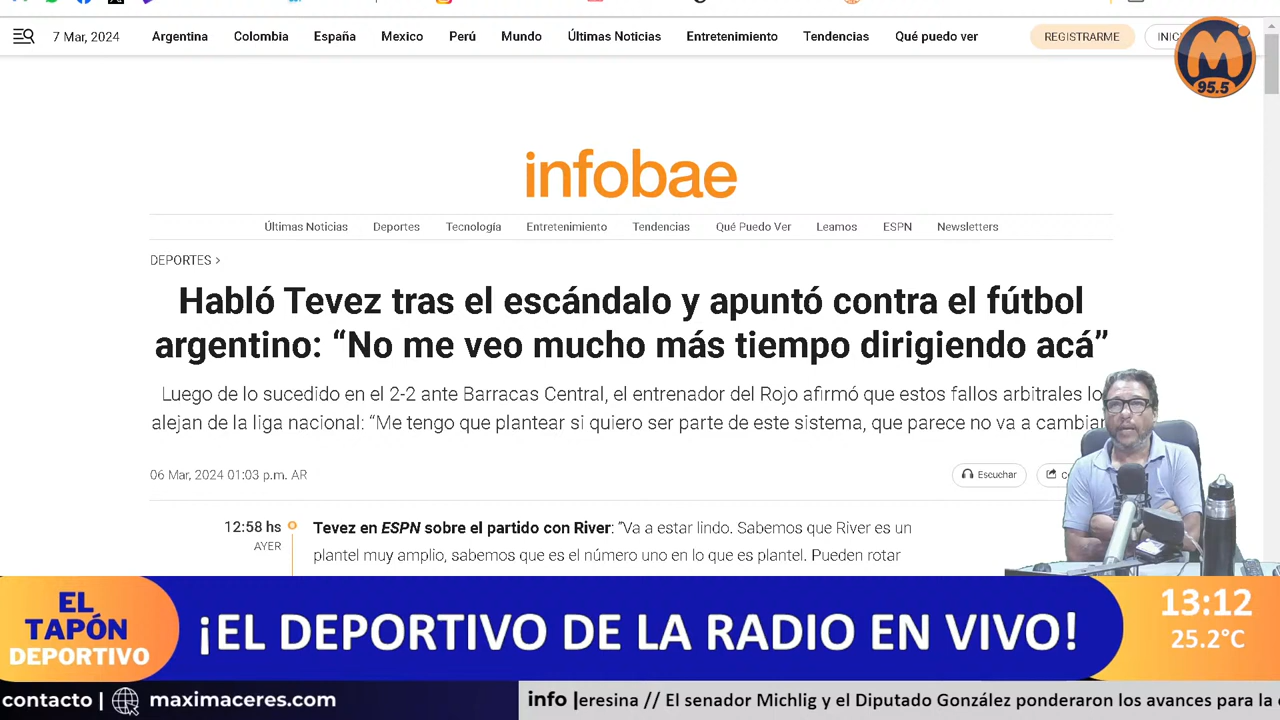 7 Mar, 2024 Argentina Colombia España Mexico Perú Mundo Últimas Noticias Entretenimiento Tendencias Qué puedo ver REGISTRARME
M
95.5
infobae
Últimas Noticias Deportes Tecnología Entretenimiento Tendencias Qué Puedo Ver Leamos ESPN Newsletters
DEPORTES >
Habló Tevez tras el escándalo y apuntó contra el fútbol
argentino: “No me veo mucho más tiempo dirigiendo acá”
Luego de lo sucedido en el 2-2 ante Barracas Central, el entrenador del Rojo afirmó que estos fallos arbitrales lo
alejan de la liga nacional: “Me tengo que plantear si quiero ser parte de este sistema, que parece no va a cambiar
06 Mar, 2024 01:03 p.m. AR Escuchar
12:58 hs Tevez en ESPN sobre el partido con River: “Va a estar lindo. Sabemos que River es un
AYER plantel muy amplio, sabemos que es el número uno en lo que es plantel. Pueden rotar
EL
TAPÓN
DEPORTIVO
¡EL DEPORTIVO DE LA RADIO EN VIVO!
13:12
25.2°C
contacto | maximaceres.com
info |eresina // El senador Michlig y el Diputado González ponderaron los avances para la